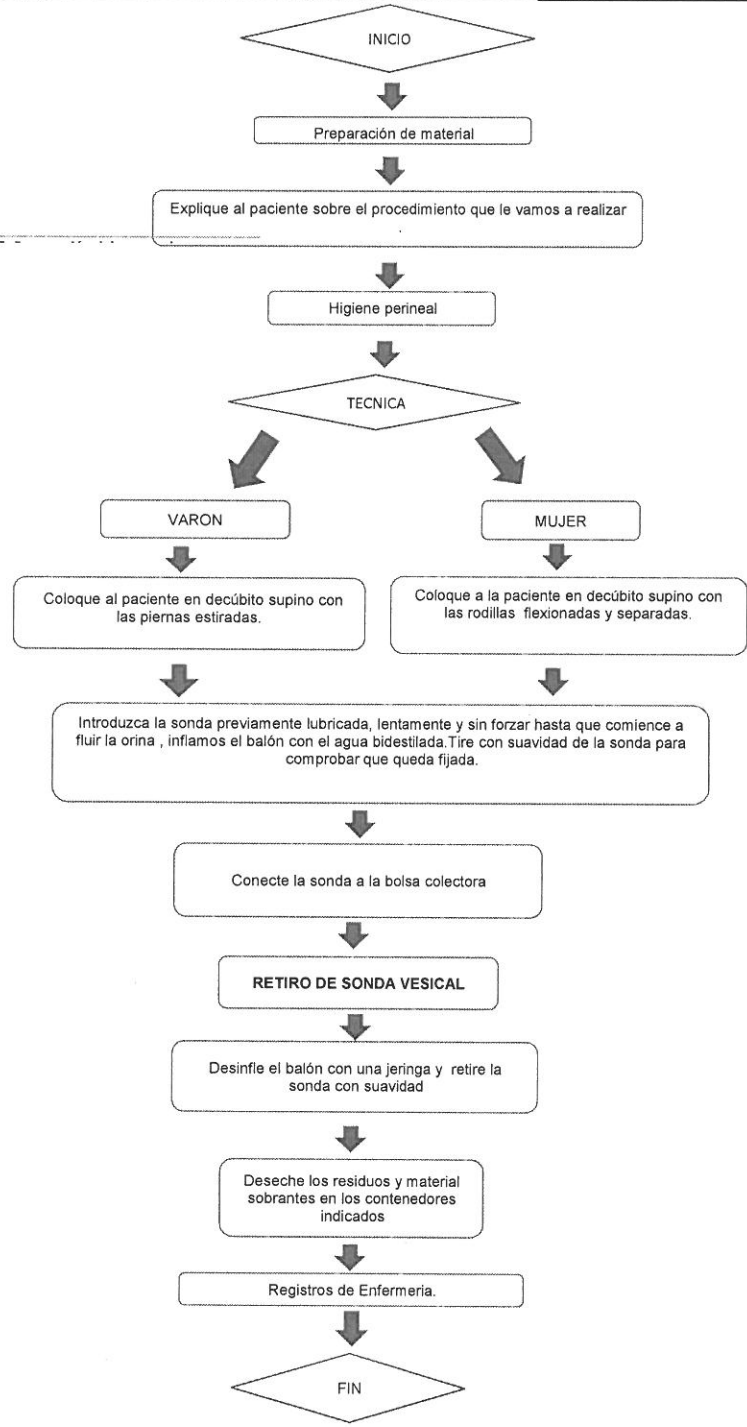 INICIO
Preparación de material
Explique al paciente sobre el procedimiento que le vamos a realizar
.
Higiene perineal
TECNICA
VARON
MUJER
Coloque al paciente en decúbito supino con
las piernas estiradas.
Coloque a la paciente en decúbito supino con
las rodillas flexionadas y separadas.
Introduzca la sonda previamente lubricada, lentamente y sin forzar hasta que comience a
fluir la orina , inflamos el balón con el agua bidestilada.Tire con suavidad de la sonda para
comprobar que queda fijada.
Conecte la sonda a la bolsa colectora
RETIRO DE SONDA VESICAL
Desinfle el balón con una jeringa y retire la
sonda con suavidad
Deseche los residuos y material
sobrantes en los contenedores
indicados
Registros de Enfermeria.
FIN